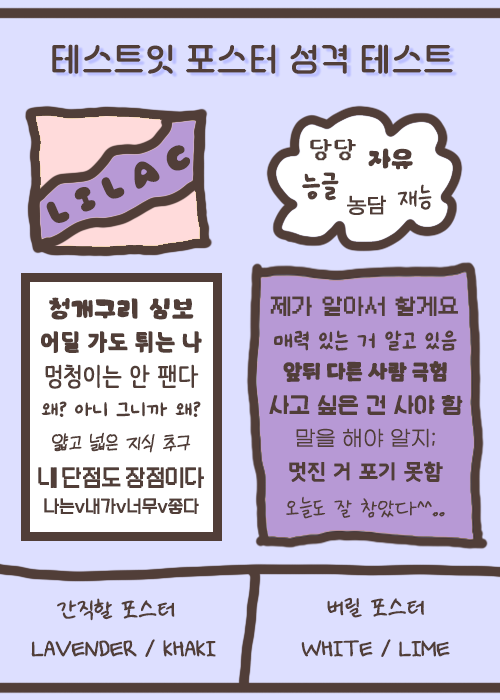 테스트잇 포스터 성격 테스트
LILAC
당당 자유
능글 농담 재능
청개구리 심보
어딜 가도 튀는 나
멍청이는 안 팬다
왜? 아니 그니까 왜?
얇고 넓은 지식 추구
내 단점도 장점이다
나는v내가v너무v좋다
제가 알아서 할게요
매력 있는 거 알고 있음
앞뒤 다른 사람 극혐
사고 싶은 건 사야 함
말을 해야 알지;
멋진 거 포기 못함
오늘도 잘 참았다^^..
간직할 포스터
LAVENDER / KHAKI
버릴 포스터
WHITE / LIME